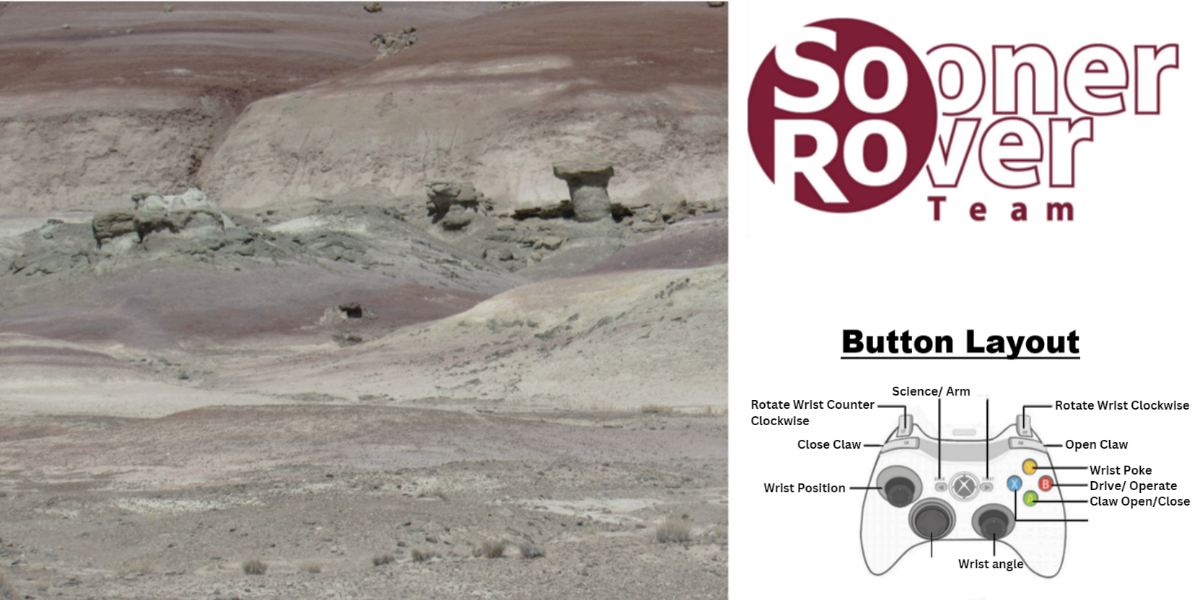 Sooner
Rover
Team
Button Layout
Science/ Arm
Rotate Wrist Counter
Clockwise
Rotate Wrist Clockwise
Close Claw
Open Claw
Wrist Poke
Wrist Position
Drive/ Operate
X
B
Claw Open/Close
Wrist angle